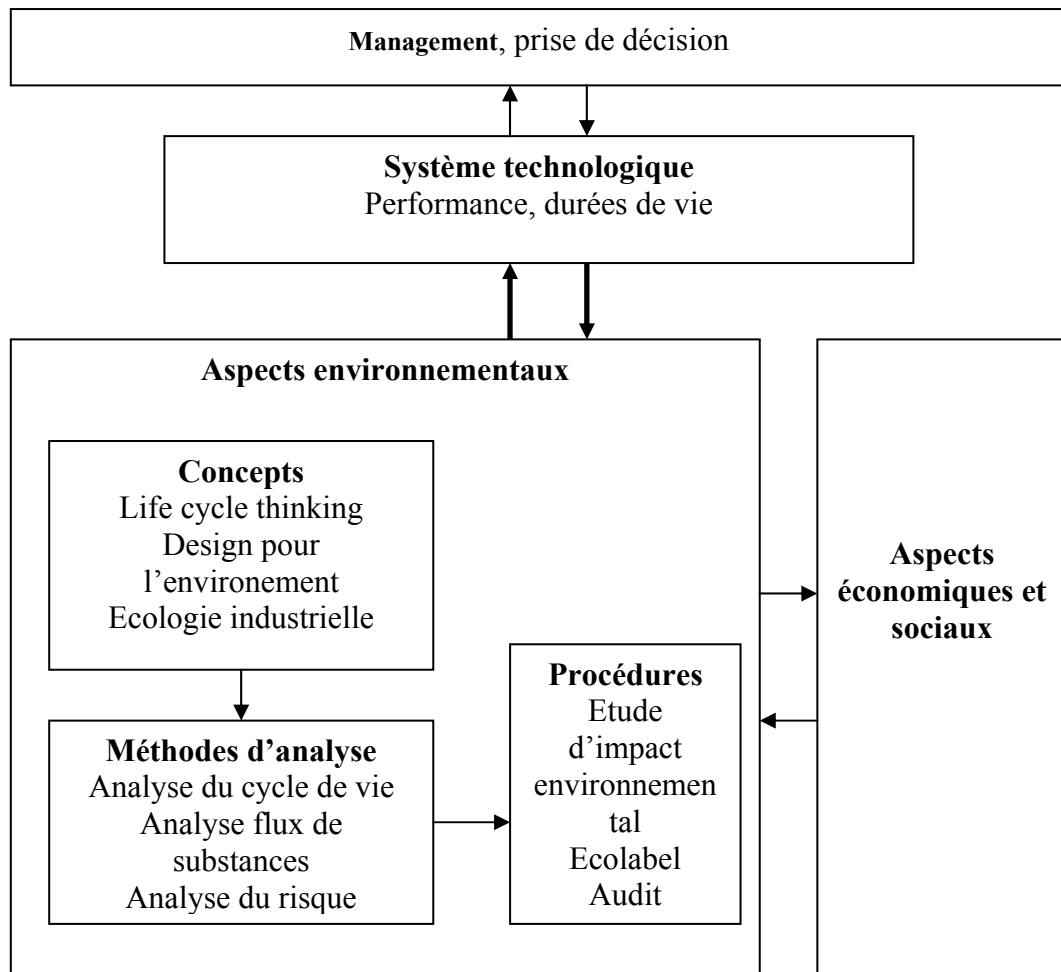 Management, prise de décision
Système technologique
Performance, durées de vie
Aspects environnementaux
Concepts
Life cycle thinking
Design pour
l’environement
Ecologie industrielle
Aspects
économiques et
sociaux
Méthodes d’analyse
Analyse du cycle de vie
Analyse flux de
substances
Analyse du risque
Procédures
Etude
d’impact
environnemen
tal
Ecolabel
Audit